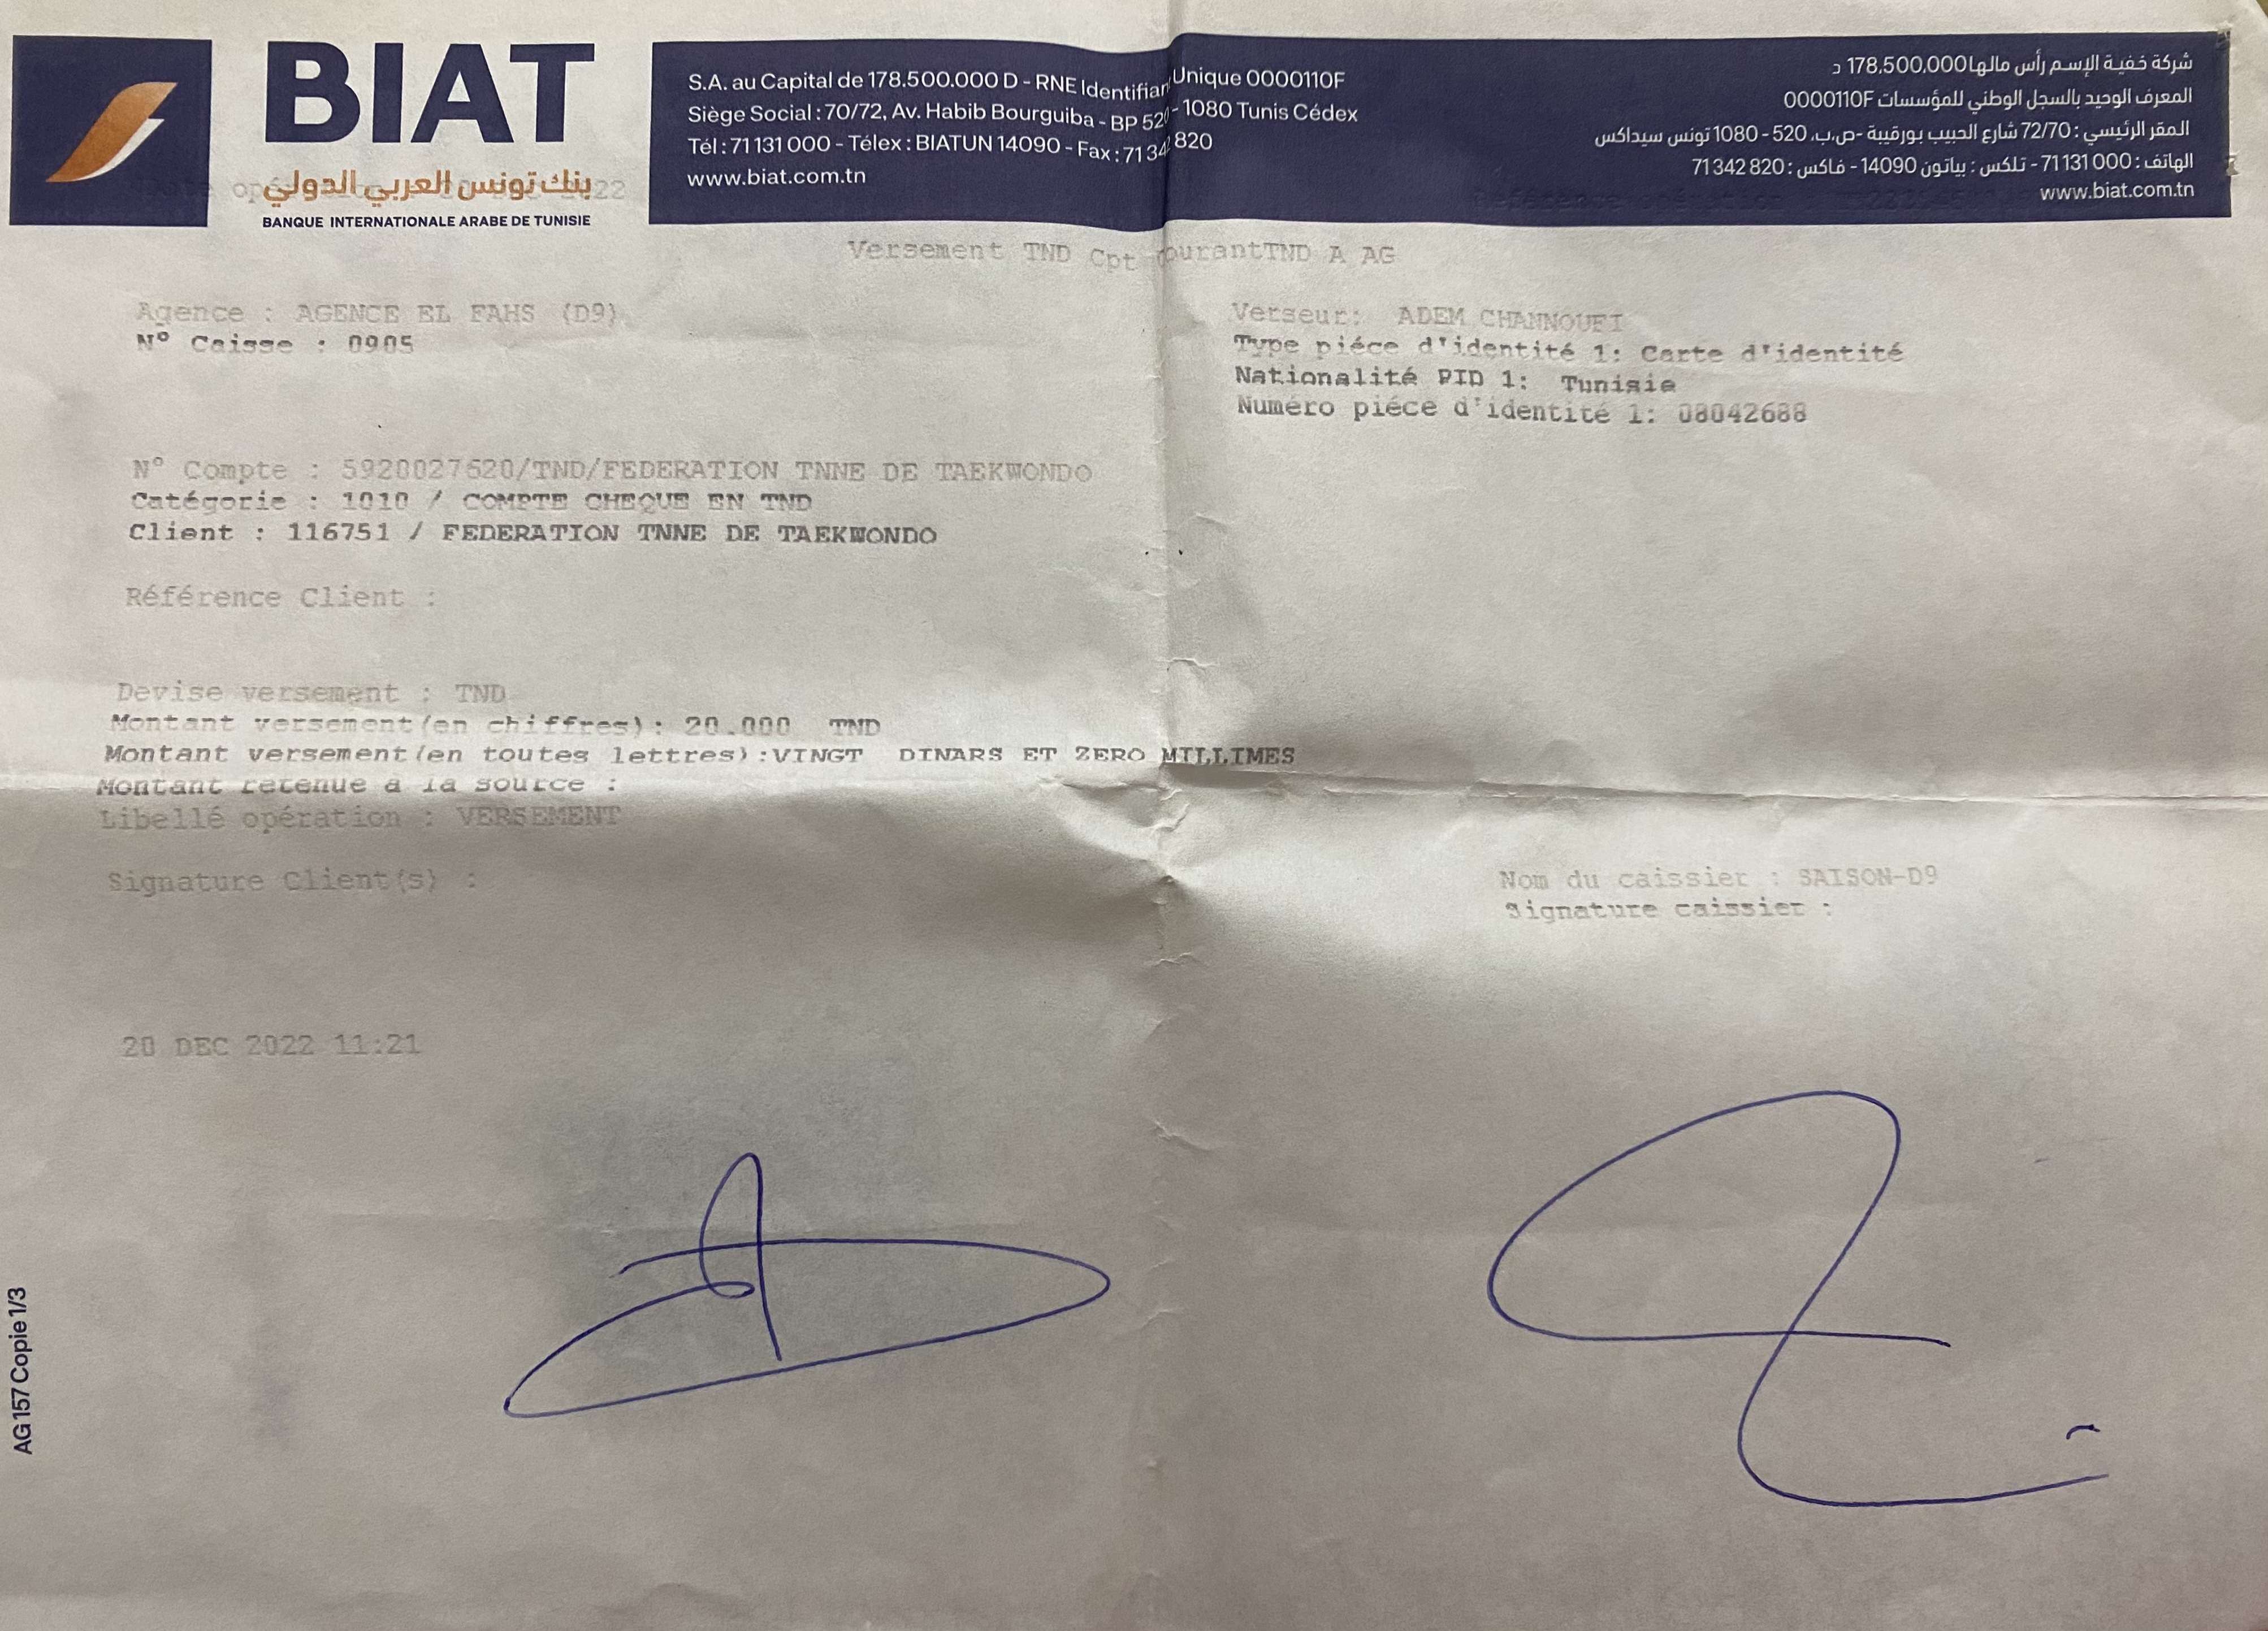 BIAT
بنك تونس العربي الدولي
BANQUE INTERNATIONALE ARABE DE TUNISIE
S.A. au Capital de 178.500.000 D - RNE Identifiant Unique 0000110F
Siège Social : 70/72, Av. Habib Bourguiba - BP 520 - 1080 Tunis Cédex
Tél : 71 131 000 - Télex : BIATUN 14090 - Fax : 71 342 820
www.biat.com.tn
شركة خفية الإسم رأس مالها 178.500.000 د
المعرف الوحيد بالسجل الوطني للمؤسسات 0000110F
المقر الرئيسي : 72/70 شارع الحبيب بورقيبة -ص.ب. 520 - 1080 تونس سيداكس
الهاتف : 000 131 71 - تلكس : بياتون 14090 - فاكس : 820 342 71
www.biat.com.tn
Versement TND Cpt courantTND A AG
Agence : AGENCE EL FAHS (D9)
N° Caisse : 0905
Verseur: ADEM CHANNOUFI
Type piéce d'identité 1: Carte d'identité
Nationalité PID 1: Tunisie
Numéro piéce d'identité 1: 08042688
N° Compte : 5920027620/TND/FEDERATION TNNE DE TAEKWONDO
Catégorie : 1010 / COMPTE CHEQUE EN TND
Client : 116751 / FEDERATION TNNE DE TAEKWONDO
Référence Client :
Devise versement : TND
Montant versement(en chiffres): 20.000 TND
Montant versement(en toutes lettres):VINGT DINARS ET ZERO MILLIMES
Montant retenue à la source :
Libellé opération : VERSEMENT
Signature Client(s) :
Nom du caissier : SAISON-D9
Signature caissier :
20 DEC 2022 11:21
AG 157 Copie 1/3